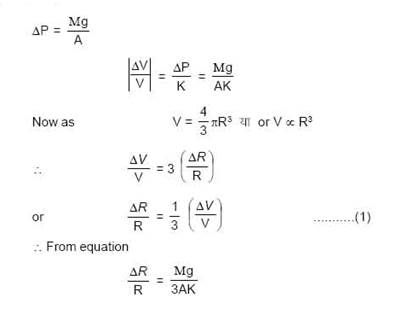 ΔP = Mg/A
|ΔV/V| = ΔP/K = Mg/AK
Now as V = 4/3 πR³ या or V ∝ R³
∴ ΔV/V = 3 (ΔR/R)
or ΔR/R = 1/3 (ΔV/V) ...........(1)
∴ From equation
ΔR/R = Mg/3AK